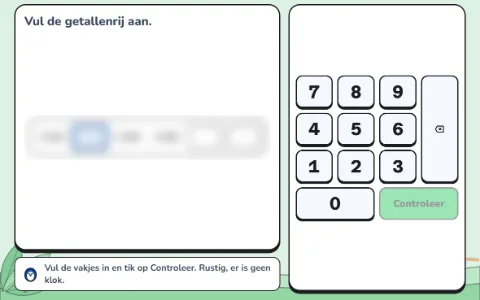 Vul de getallenrij aan.
7 8 9
4 5 6
1 2 3
0 Controleer
Vul de vakjes in en tik op Controleer. Rustig, er is geen
klok.